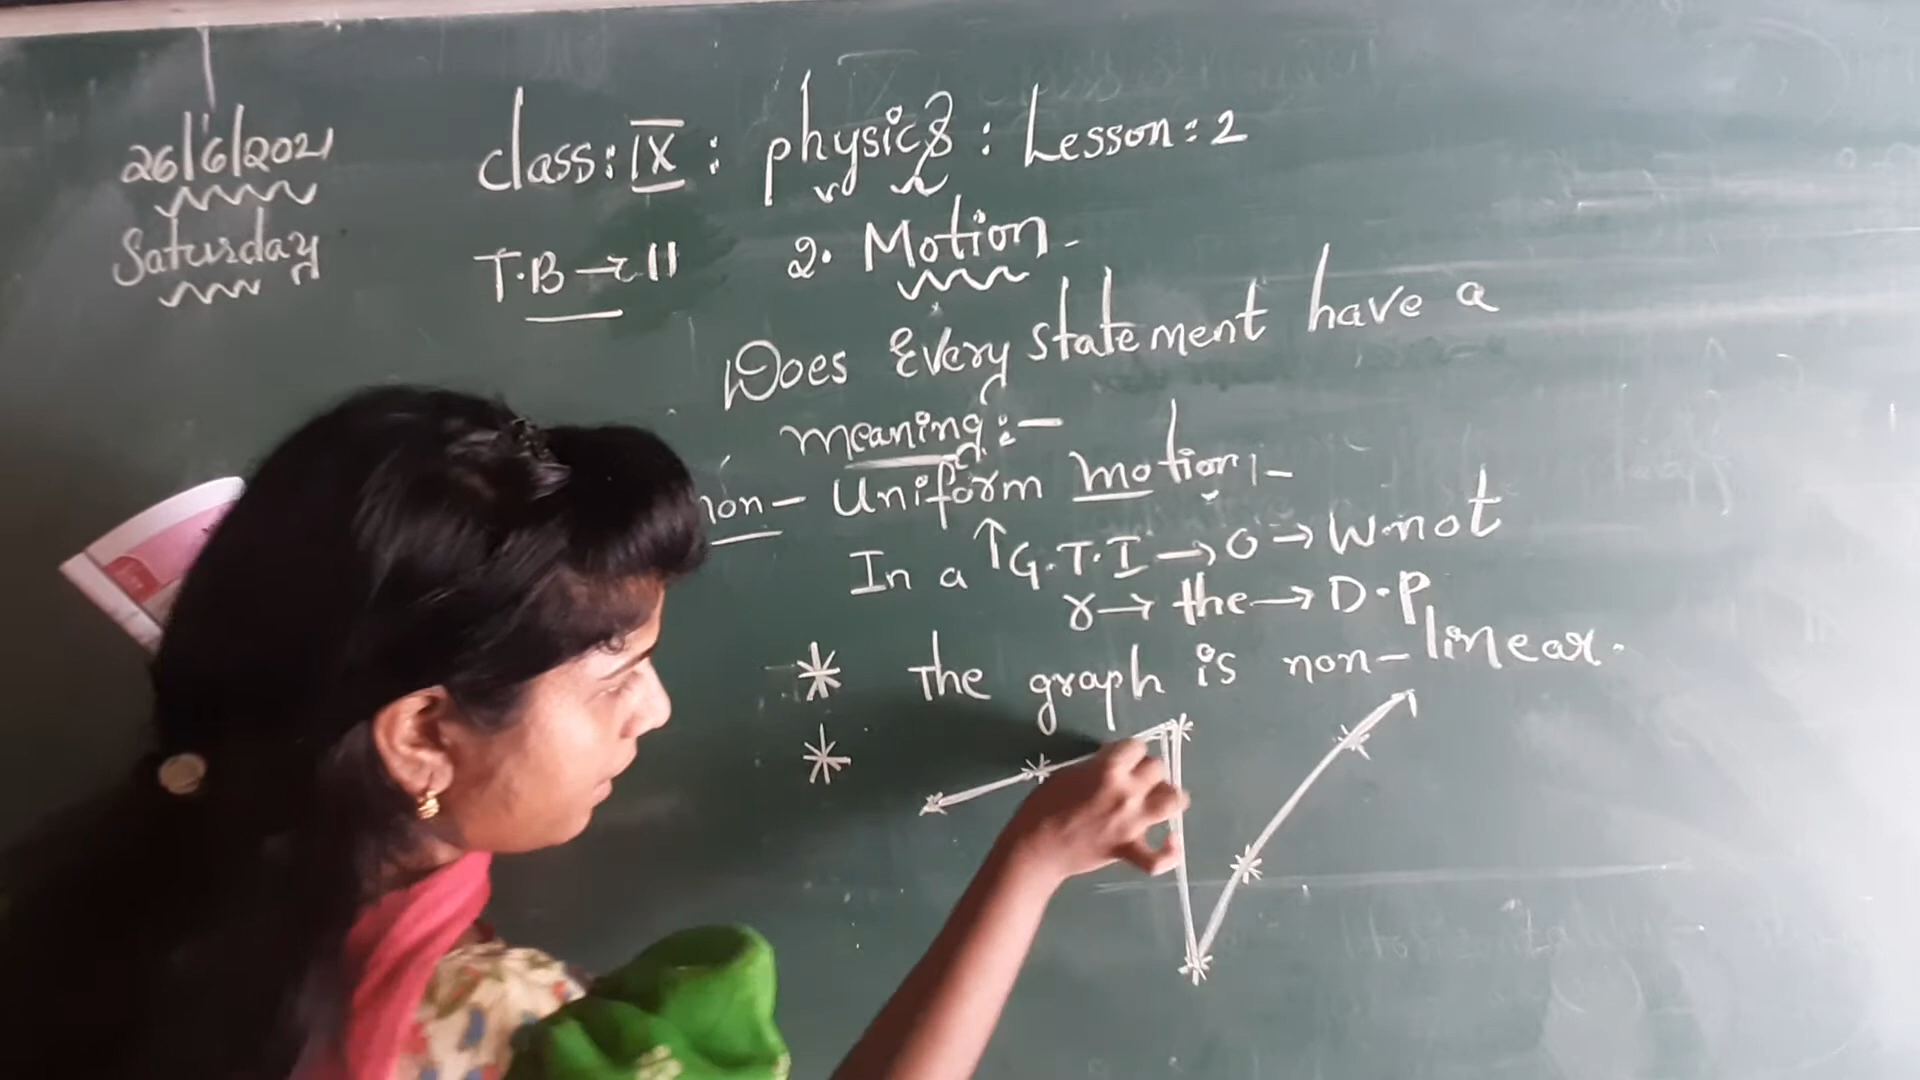 26/6/2021
Saturday
class: IX : physics : Lesson: 2
T.B → 11
2. Motion
Does Every statement have a
meaning:-
non- Uniform motion:-
In a ↑ G.T.I → O → W.not
r → the → D.P
* the graph is non-linear.
*